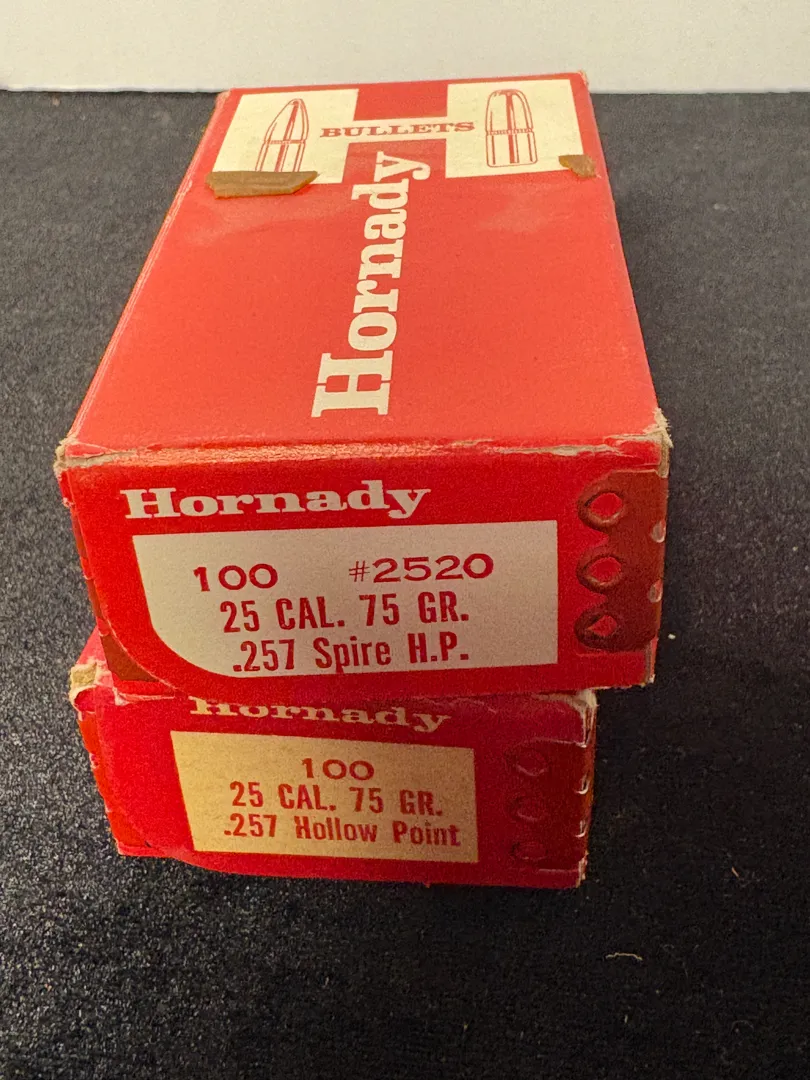 BULLETS
Hornady
Hornady
100 #2520
25 CAL. 75 GR.
.257 Spire H.P.
Hornady
100
25 CAL. 75 GR.
.257 Hollow Point